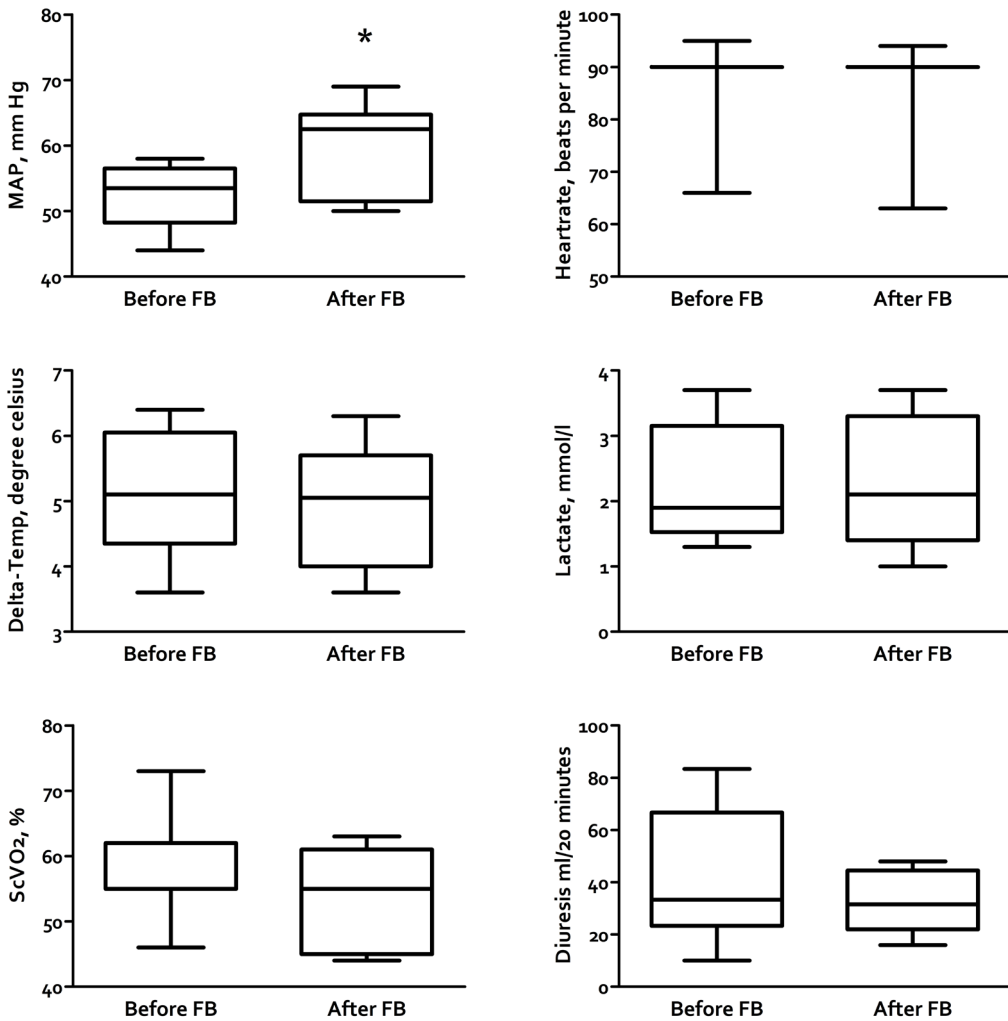 MAP, mm Hg
80
70
60
50
40
*
Before FB
After FB
Heartrate, beats per minute
100
90
80
70
60
50
Before FB
After FB
Delta-Temp, degree celsius
7
6
5
4
3
Before FB
After FB
Lactate, mmol/l
4
3
2
1
0
Before FB
After FB
ScVO2, %
80
70
60
50
40
Before FB
After FB
Diuresis ml/20 minutes
100
80
60
40
20
0
Before FB
After FB